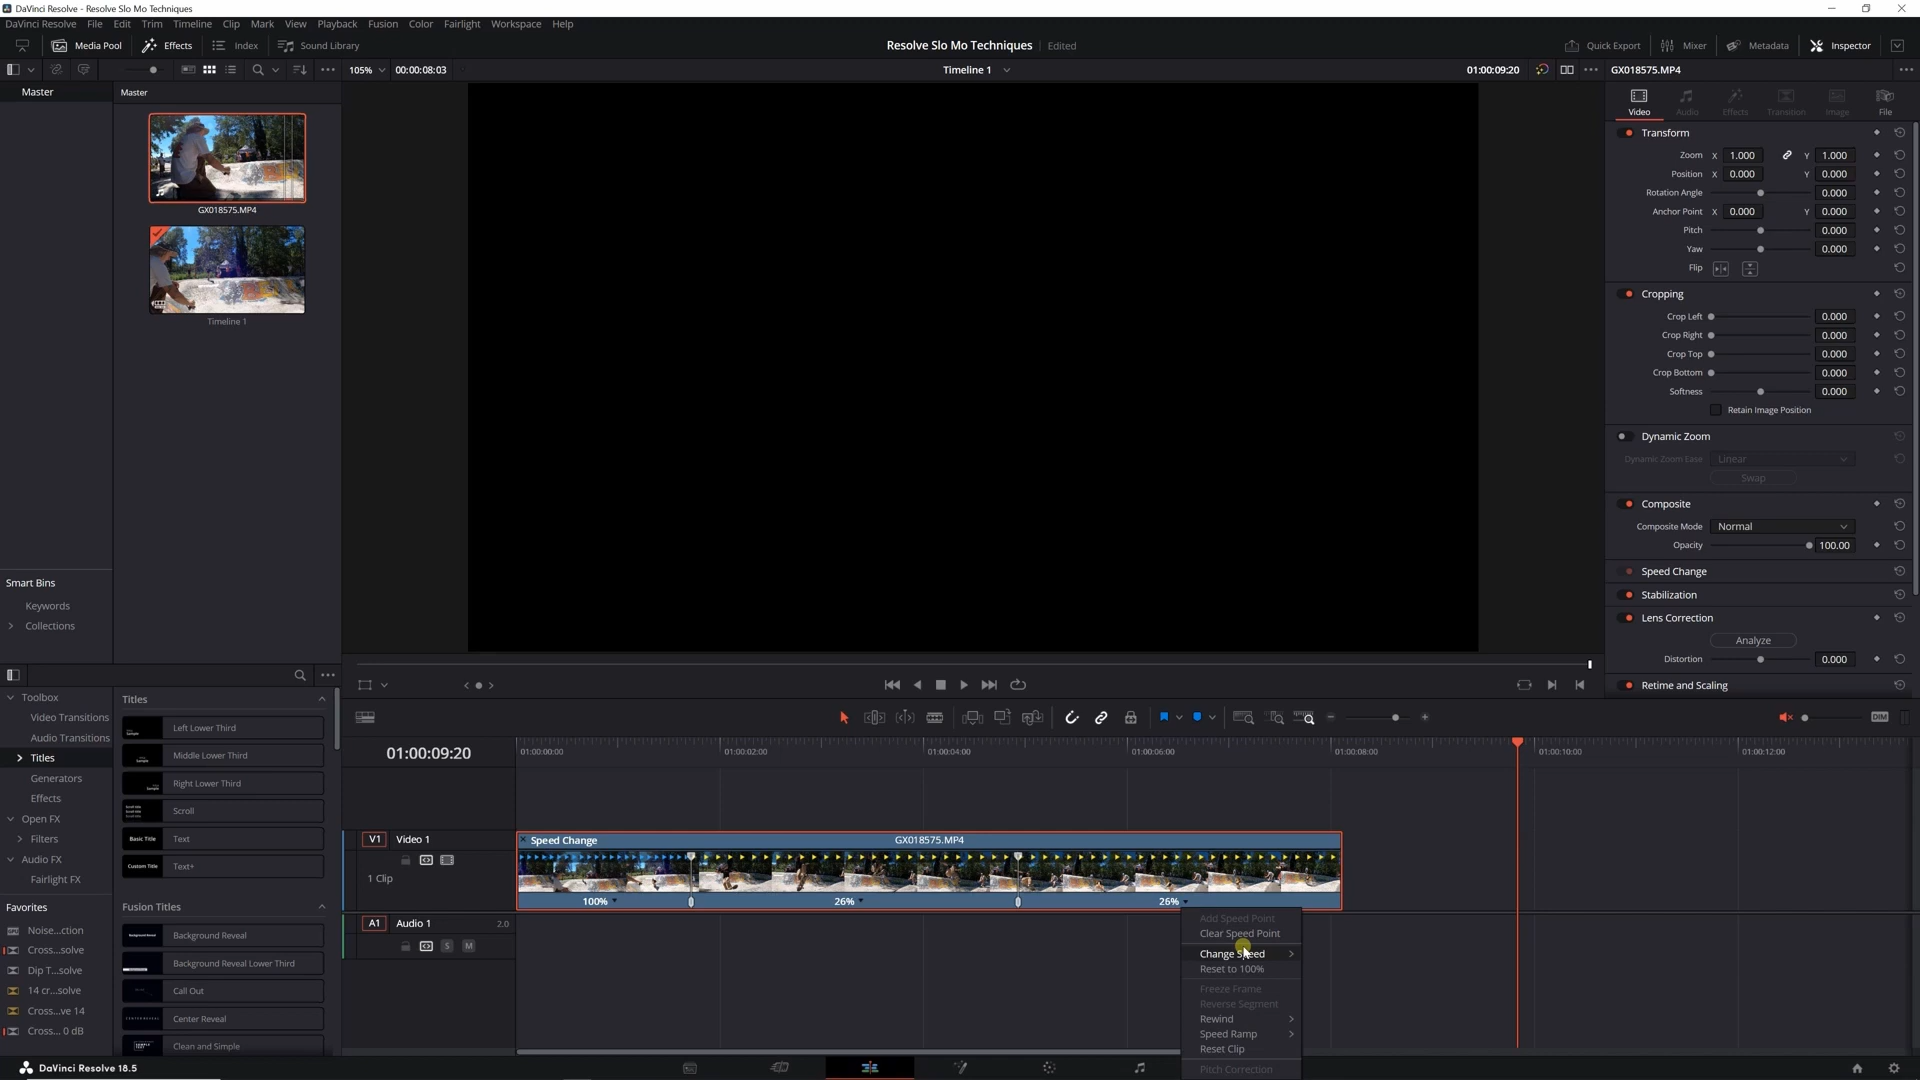 DaVinci Resolve - Resolve Slo Mo Techniques
DaVinci Resolve File Edit Trim Timeline Clip Mark View Playback Fusion Color Fairlight Workspace Help
Media Pool Effects Index Sound Library Resolve Slo Mo Techniques Edited Quick Export Mixer Metadata Inspector
105% 00:00:08:03 Timeline 1 01:00:09:20 GX018575.MP4
Master Master
Video Audio Effects Transition Image File
Transform
Zoom X 1.000 Y 1.000
Position X 0.000 Y 0.000
Rotation Angle 0.000
GX018575.MP4
Anchor Point X 0.000 Y 0.000
Pitch 0.000
Yaw 0.000
Flip
Cropping
Crop Left 0.000
Timeline 1
Crop Right 0.000
Crop Top 0.000
Crop Bottom 0.000
Softness 0.000
Retain Image Position
Dynamic Zoom
Dynamic Zoom Ease Linear
Swap
Composite
Composite Mode Normal
Opacity 100.00
Speed Change
Smart Bins
Stabilization
Keywords
Lens Correction
Collections
Analyze
Distortion 0.000
Retime and Scaling
Toolbox Titles
Video Transitions
Left Lower Third
Audio Transitions
Middle Lower Third
Titles
Generators
Right Lower Third
Effects
Scroll
Open FX
Basic Title Text
Filters
Audio FX
Custom Title Text+
Fairlight FX
Favorites Fusion Titles
Noise...ction
Background Reveal
Cross...solve
Dip T...solve
Background Reveal Lower Third
14 cr...solve
Call Out
Cross...ve 14
Center Reveal
Cross... 0 dB
Clean and Simple
DIM
01:00:09:20 01:00:00:00 01:00:02:00 01:00:04:00 01:00:06:00 01:00:08:00 01:00:10:00 01:00:12:00
V1 Video 1 Speed Change GX018575.MP4
1 Clip
100% 26% 26%
A1 Audio 1 2.0
S M
Add Speed Point
Clear Speed Point
Change Speed
Reset to 100%
Freeze Frame
Reverse Segment
Rewind
Speed Ramp
Reset Clip
Pitch Correction
DaVinci Resolve 18.5